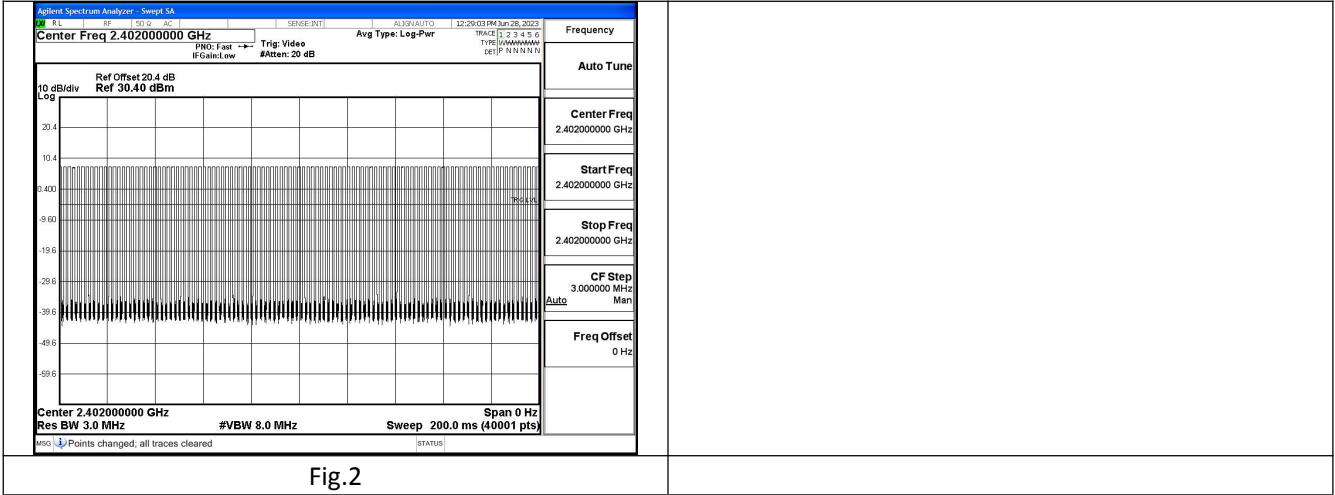 Agilent Spectrum Analyzer - Swept SA
RL RF 50 Ω AC SENSE:INT ALIGN AUTO 12:29:03 PM Jun 28, 2023
Center Freq 2.402000000 GHz
PNO: Fast
IFGain:Low
Trig: Video
#Atten: 20 dB
Avg Type: Log-Pwr
TRACE 1 2 3 4 5 6
TYPE
DET P N N N N N
Ref Offset 20.4 dB
10 dB/div Ref 30.40 dBm
Log
20.4
10.4
0.400
-9.60
-19.6
-29.6
-39.6
-49.6
-59.6
TRIG LVL
Center 2.402000000 GHz Span 0 Hz
Res BW 3.0 MHz #VBW 8.0 MHz Sweep 200.0 ms (40001 pts)
MSG Points changed; all traces cleared STATUS
Frequency
Auto Tune
Center Freq
2.402000000 GHz
Start Freq
2.402000000 GHz
Stop Freq
2.402000000 GHz
CF Step
3.000000 MHz
Auto Man
Freq Offset
0 Hz
Fig.2